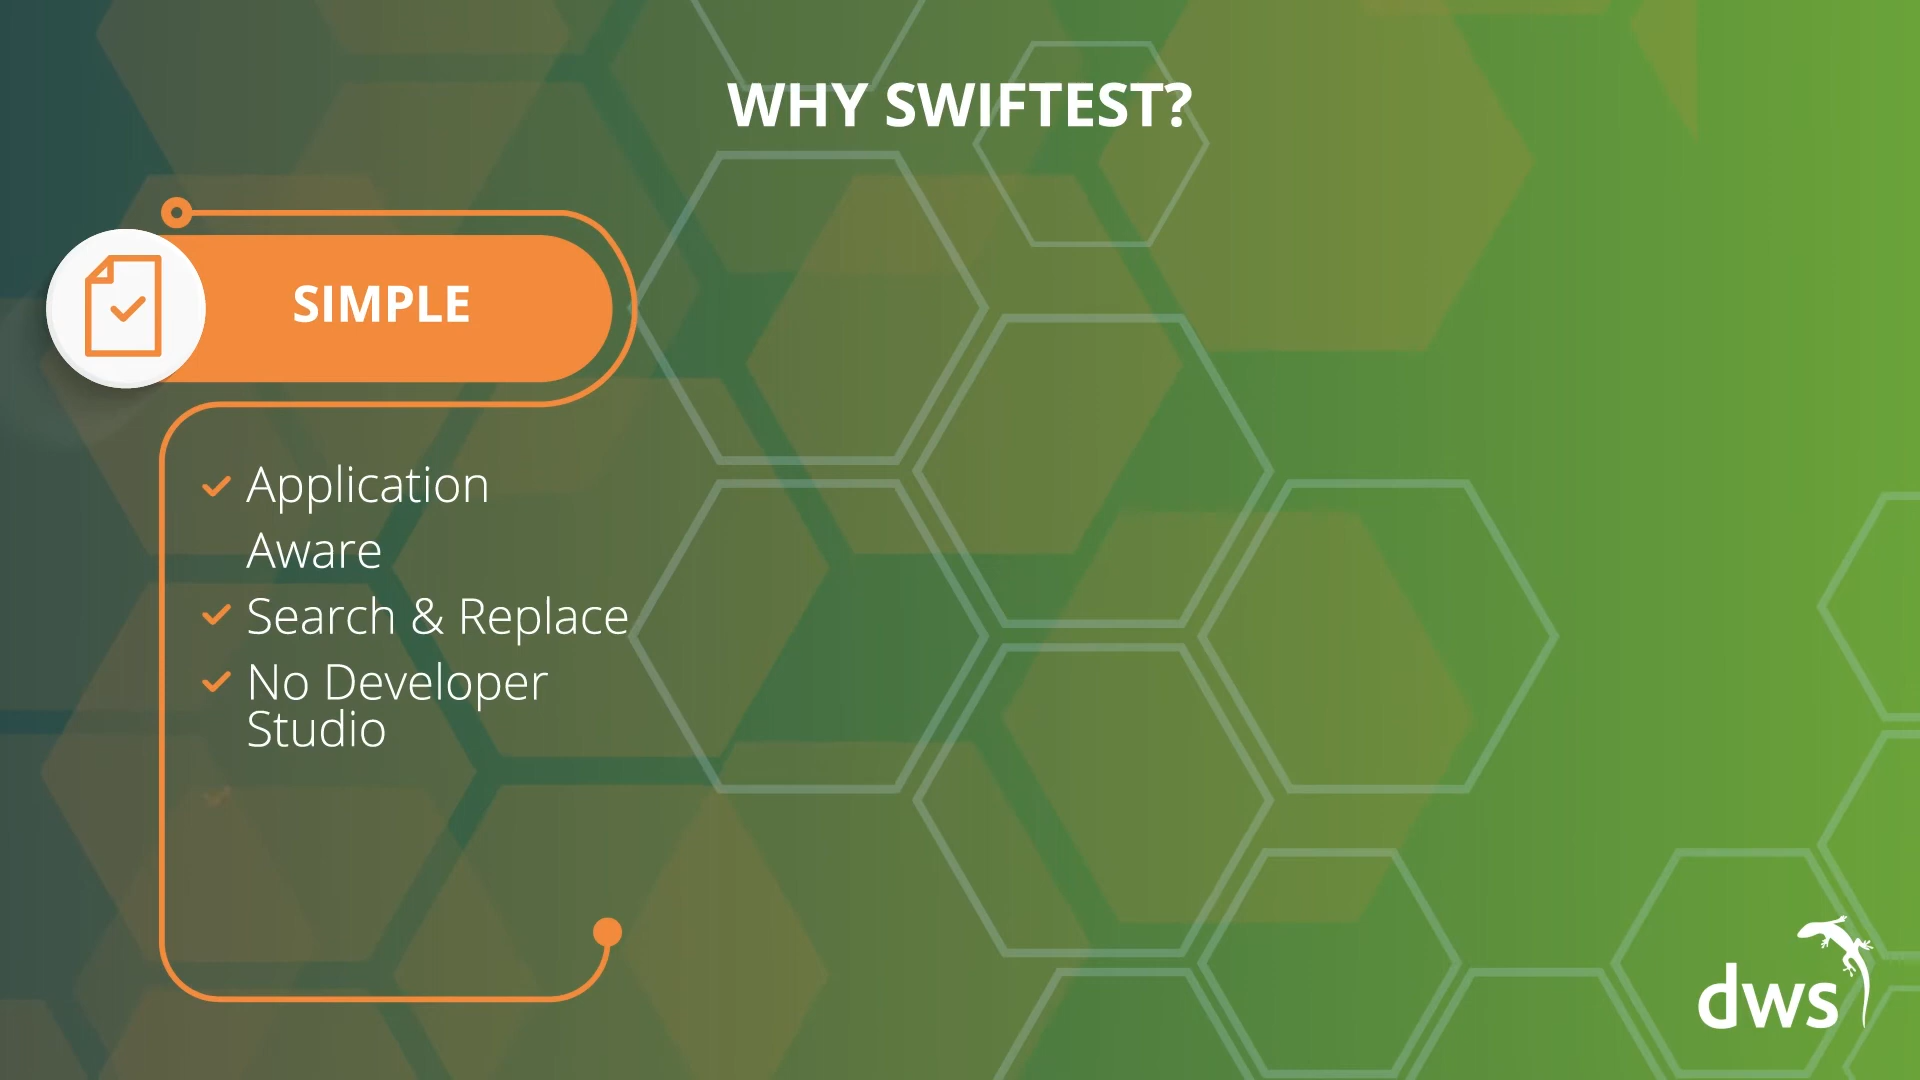 WHY SWIFTEST?
SIMPLE
Application
Aware
Search & Replace
No Developer
Studio
dws